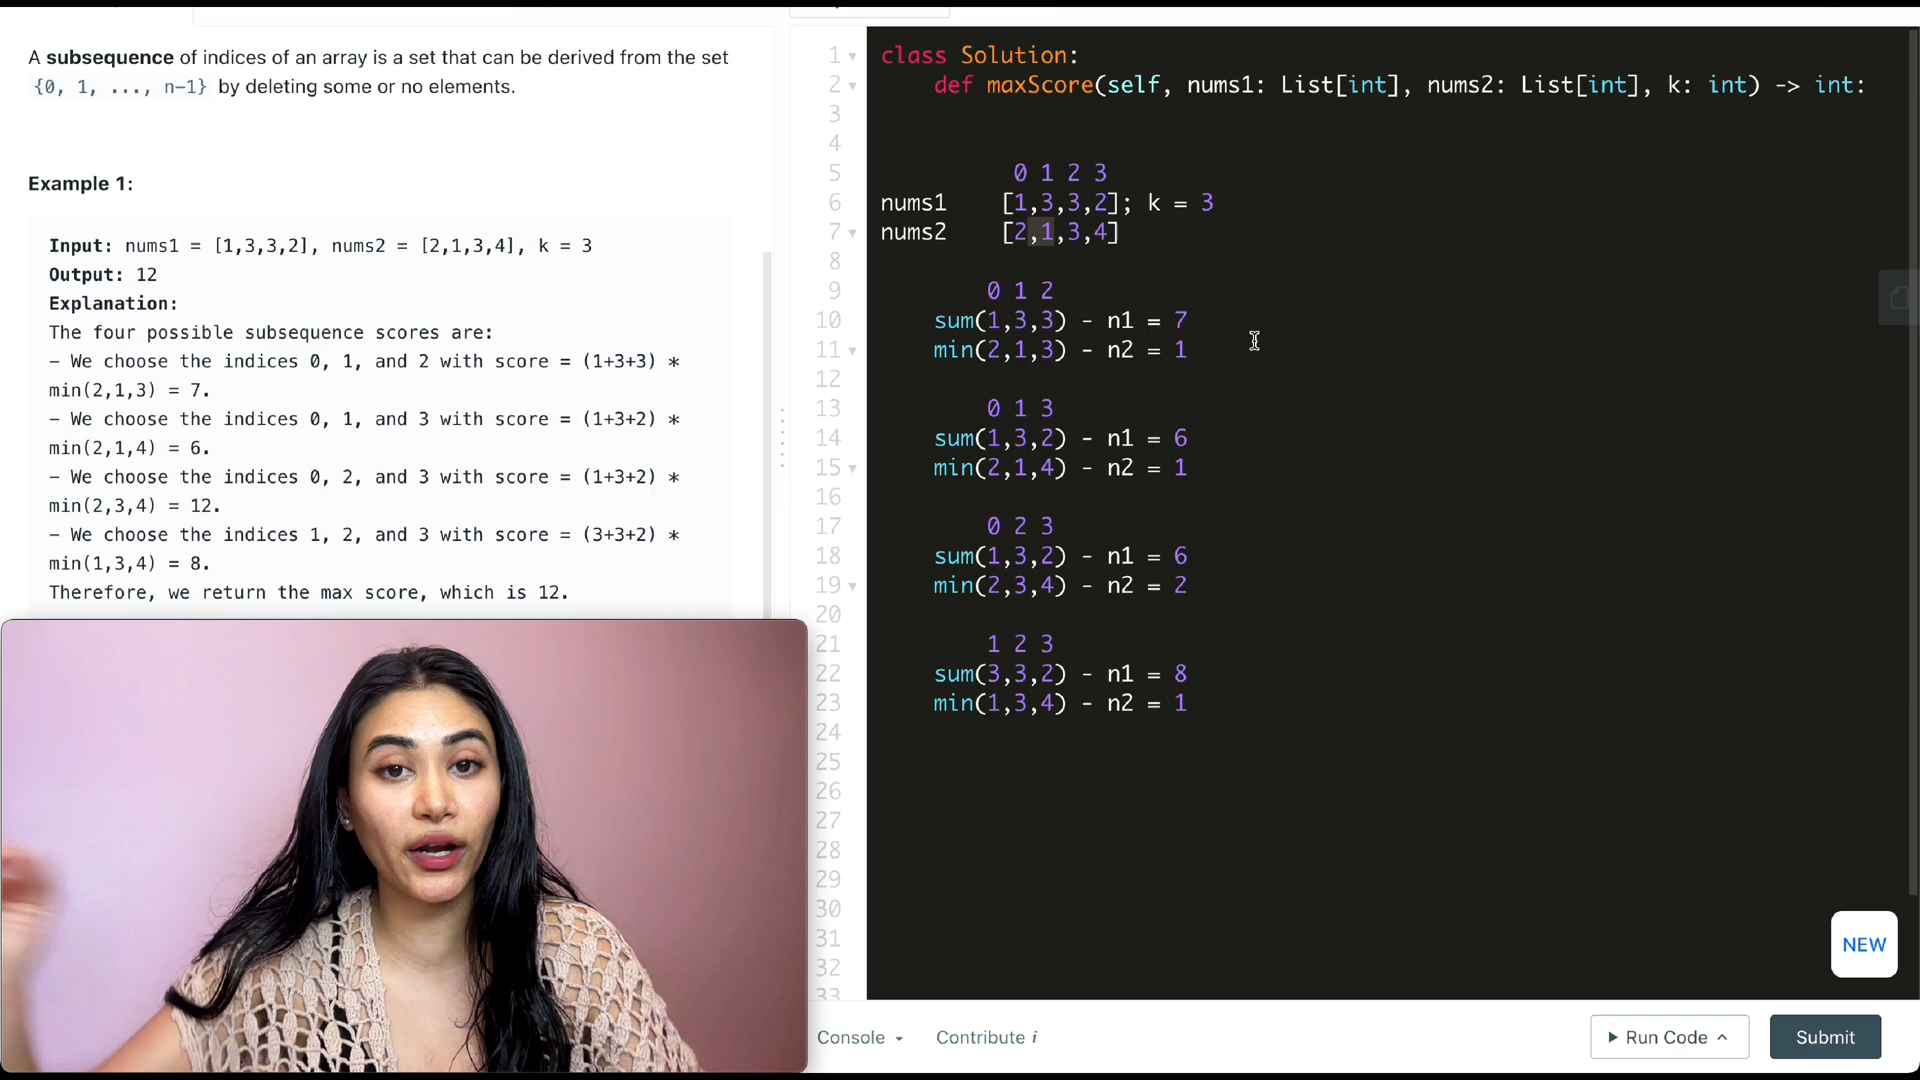 A subsequence of indices of an array is a set that can be derived from the set
{0, 1, ..., n-1} by deleting some or no elements.
Example 1:
Input: nums1 = [1,3,3,2], nums2 = [2,1,3,4], k = 3
Output: 12
Explanation:
The four possible subsequence scores are:
- We choose the indices 0, 1, and 2 with score = (1+3+3) *
min(2,1,3) = 7.
- We choose the indices 0, 1, and 3 with score = (1+3+2) *
min(2,1,4) = 6.
- We choose the indices 0, 2, and 3 with score = (1+3+2) *
min(2,3,4) = 12.
- We choose the indices 1, 2, and 3 with score = (3+3+2) *
min(1,3,4) = 8.
Therefore, we return the max score, which is 12.
1 class Solution:
2 def maxScore(self, nums1: List[int], nums2: List[int], k: int) -> int:
3
4
5 0 1 2 3
6 nums1 [1,3,3,2]; k = 3
7 nums2 [2,1,3,4]
8
9 0 1 2
10 sum(1,3,3) - n1 = 7
11 min(2,1,3) - n2 = 1
12
13 0 1 3
14 sum(1,3,2) - n1 = 6
15 min(2,1,4) - n2 = 1
16
17 0 2 3
18 sum(1,3,2) - n1 = 6
19 min(2,3,4) - n2 = 2
20
21 1 2 3
22 sum(3,3,2) - n1 = 8
23 min(1,3,4) - n2 = 1
24
25
26
27
28
29
30
31
32
33
NEW
Console Contribute i Run Code Submit